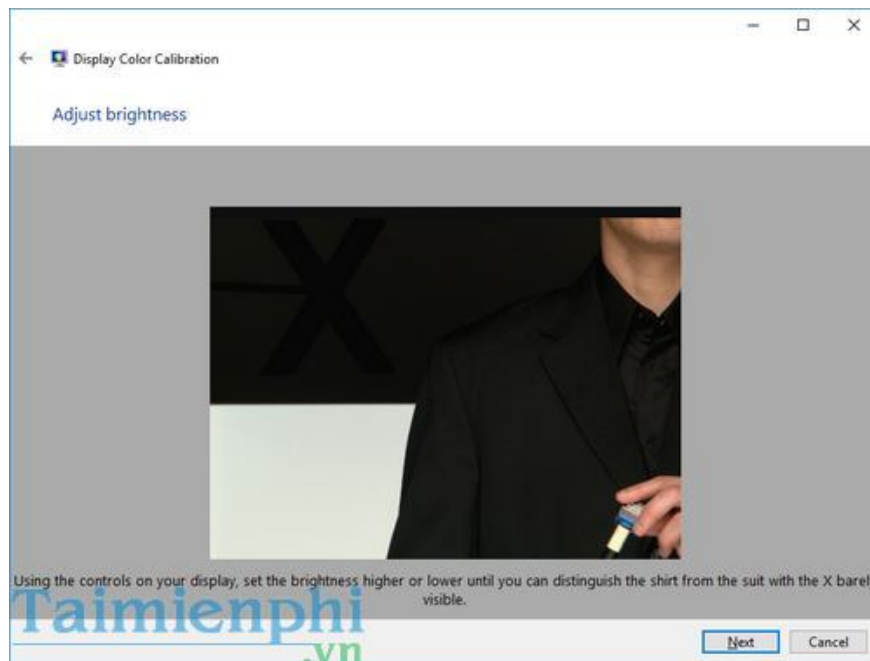 Display Color Calibration
Adjust brightness
X
Using the controls on your display, set the brightness higher or lower until you can distinguish the shirt from the suit with the X barel
visible.
Taimienphi
.vn
Next
Cancel